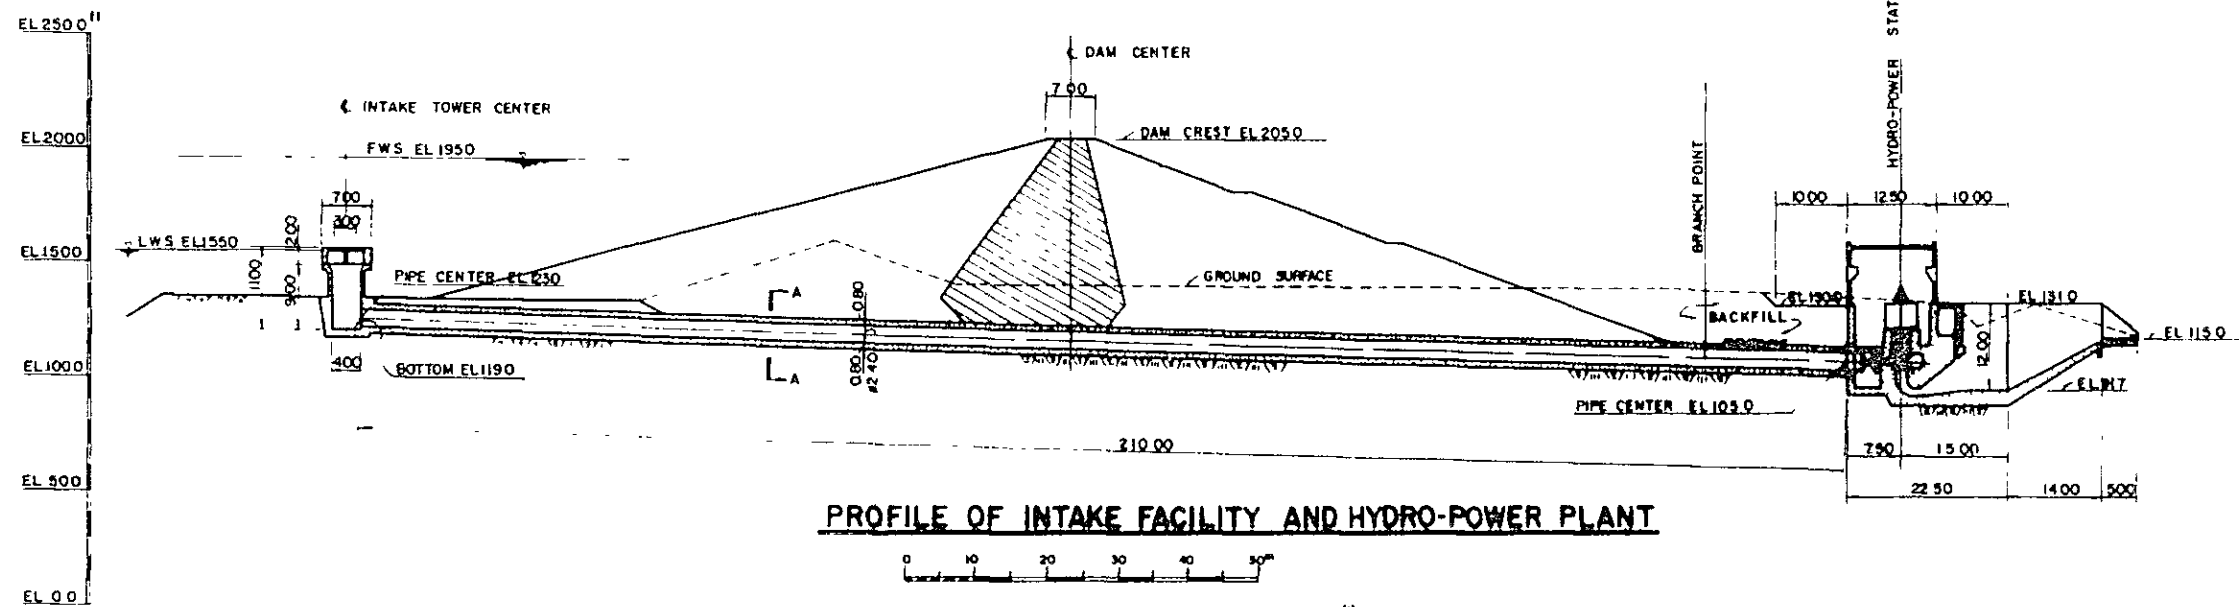 EL 250 0 ft
HYDRO-POWER STAT
℄ DAM CENTER
7 00
℄ INTAKE TOWER CENTER
EL 200 0
DAM CREST EL 205 0
FWS EL 195 0
BRANCH POINT
7 00
3 00
10 00 12 50 10 00
LWS EL 155 0
2 00
EL 150 0
11 00
9 00
PIPE CENTER EL 123 0
GROUND SURFACE
A
0.80
EL 130 0
EL 131 0
BACKFILL
12.00
EL 115 0
4 00
BOTTOM EL 119 0
A
0.80
ø2.40
EL 100 0
PIPE CENTER EL 105 0
210 00
7 50 15 00
EL 50 0
22 50 14 00 5 00
PROFILE OF INTAKE FACILITY AND HYDRO-POWER PLANT
0 10 20 30 40 50 m
EL 0 0